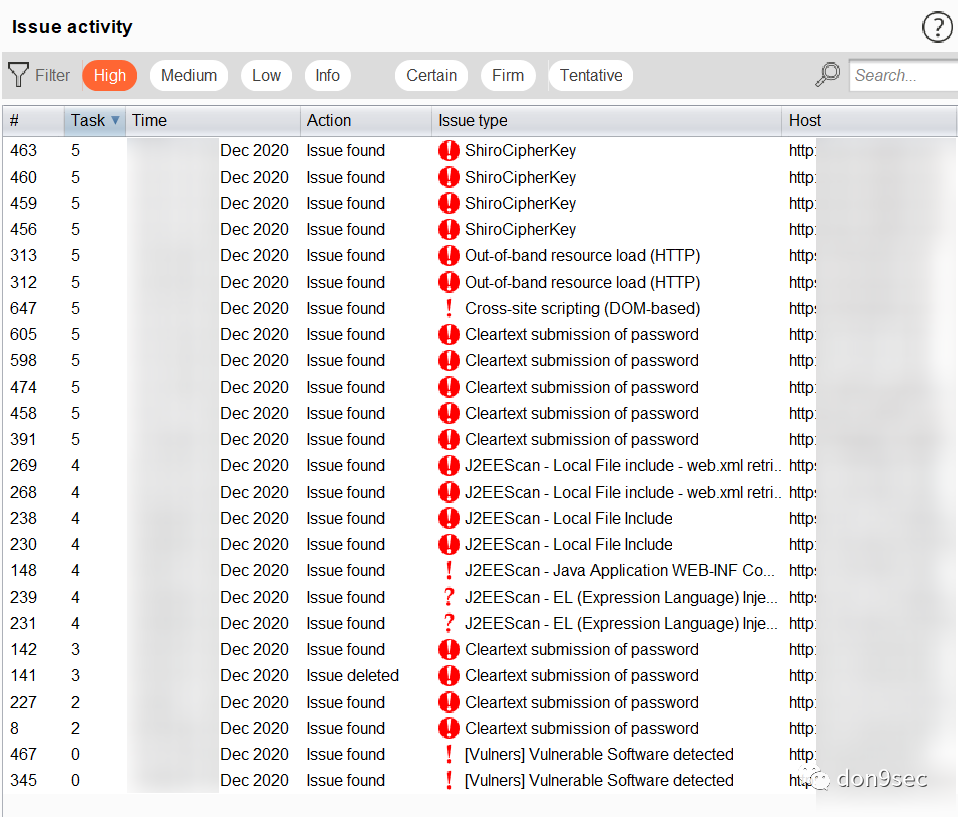 Issue activity ?
Filter High Medium Low Info Certain Firm Tentative Search...
# Task Time Action Issue type Host
463 5 Dec 2020 Issue found ShiroCipherKey http:
460 5 Dec 2020 Issue found ShiroCipherKey http:
459 5 Dec 2020 Issue found ShiroCipherKey http:
456 5 Dec 2020 Issue found ShiroCipherKey http:
313 5 Dec 2020 Issue found Out-of-band resource load (HTTP) https
312 5 Dec 2020 Issue found Out-of-band resource load (HTTP) https
647 5 Dec 2020 Issue found Cross-site scripting (DOM-based) https
605 5 Dec 2020 Issue found Cleartext submission of password http:
598 5 Dec 2020 Issue found Cleartext submission of password http:
474 5 Dec 2020 Issue found Cleartext submission of password http:
458 5 Dec 2020 Issue found Cleartext submission of password http:
391 5 Dec 2020 Issue found Cleartext submission of password http:
269 4 Dec 2020 Issue found J2EEScan - Local File include - web.xml retri... https
268 4 Dec 2020 Issue found J2EEScan - Local File include - web.xml retri... https
238 4 Dec 2020 Issue found J2EEScan - Local File Include https
230 4 Dec 2020 Issue found J2EEScan - Local File Include http:
148 4 Dec 2020 Issue found J2EEScan - Java Application WEB-INF Co... https
239 4 Dec 2020 Issue found J2EEScan - EL (Expression Language) Inje... https
231 4 Dec 2020 Issue found J2EEScan - EL (Expression Language) Inje... http:
142 3 Dec 2020 Issue found Cleartext submission of password http:
141 3 Dec 2020 Issue deleted Cleartext submission of password http:
227 2 Dec 2020 Issue found Cleartext submission of password http:
8 2 Dec 2020 Issue found Cleartext submission of password http:
467 0 Dec 2020 Issue found [Vulners] Vulnerable Software detected http:
345 0 Dec 2020 Issue found [Vulners] Vulnerable Software detected
don9sec